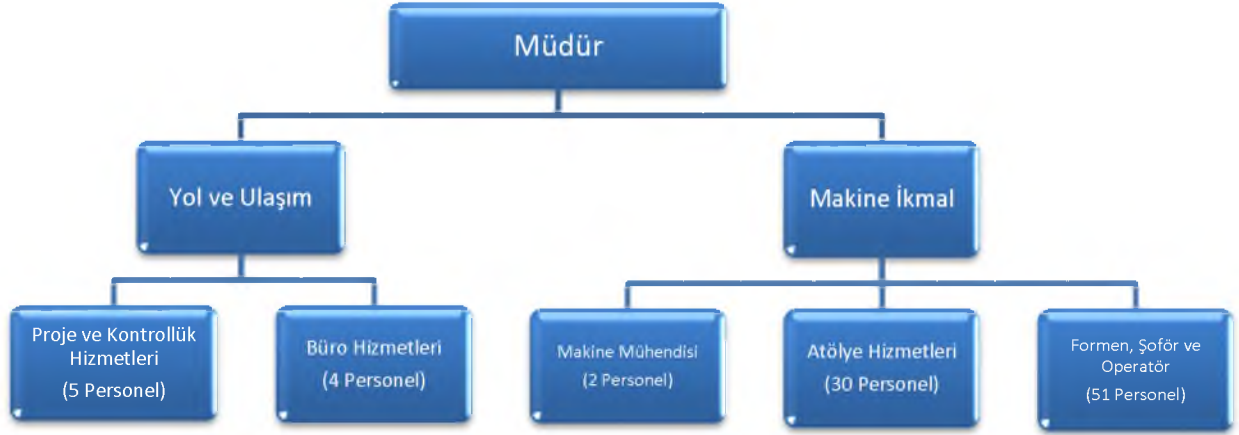 Müdür
Yol ve Ulaşım
Makine İkmal
Proje ve Kontrollük
Hizmetleri
(5 Personel)
Büro Hizmetleri
(4 Personel)
Makine Mühendisi
(2 Personel)
Atölye Hizmetleri
(30 Personel)
Formen, Şoför ve
Operatör
(51 Personel)